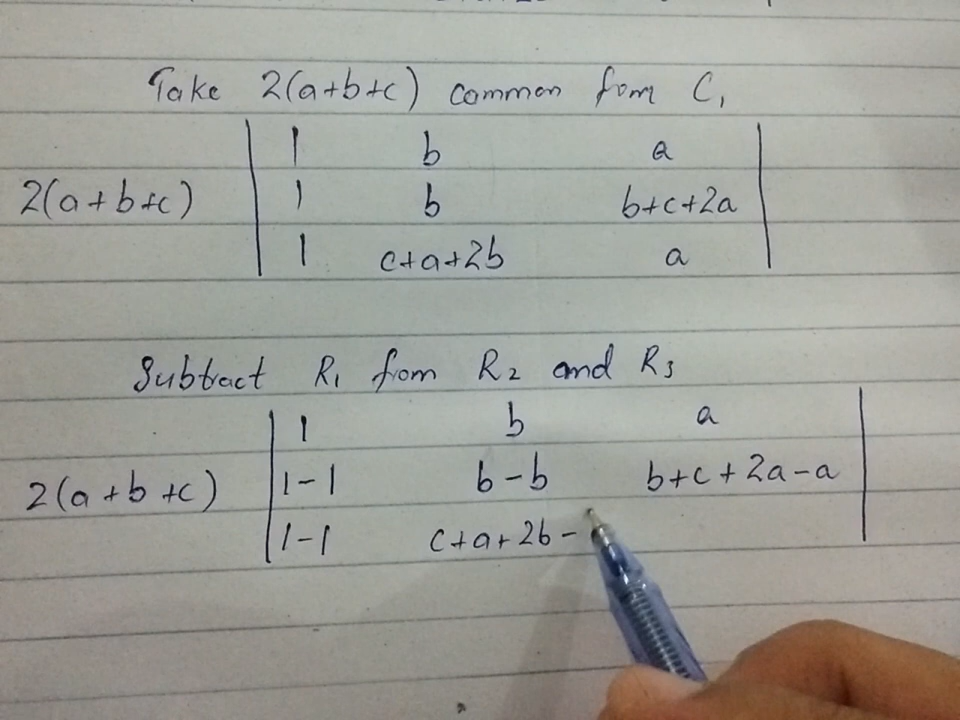 Take 2(a+b+c) common fom C₁
1 b a
2(a+b+c) 1 b b+c+2a
1 c+a+2b a
Subtract R₁ from R₂ and R₃
1 b a
2(a+b+c) 1-1 b-b b+c+2a-a
1-1 c+a+2b-